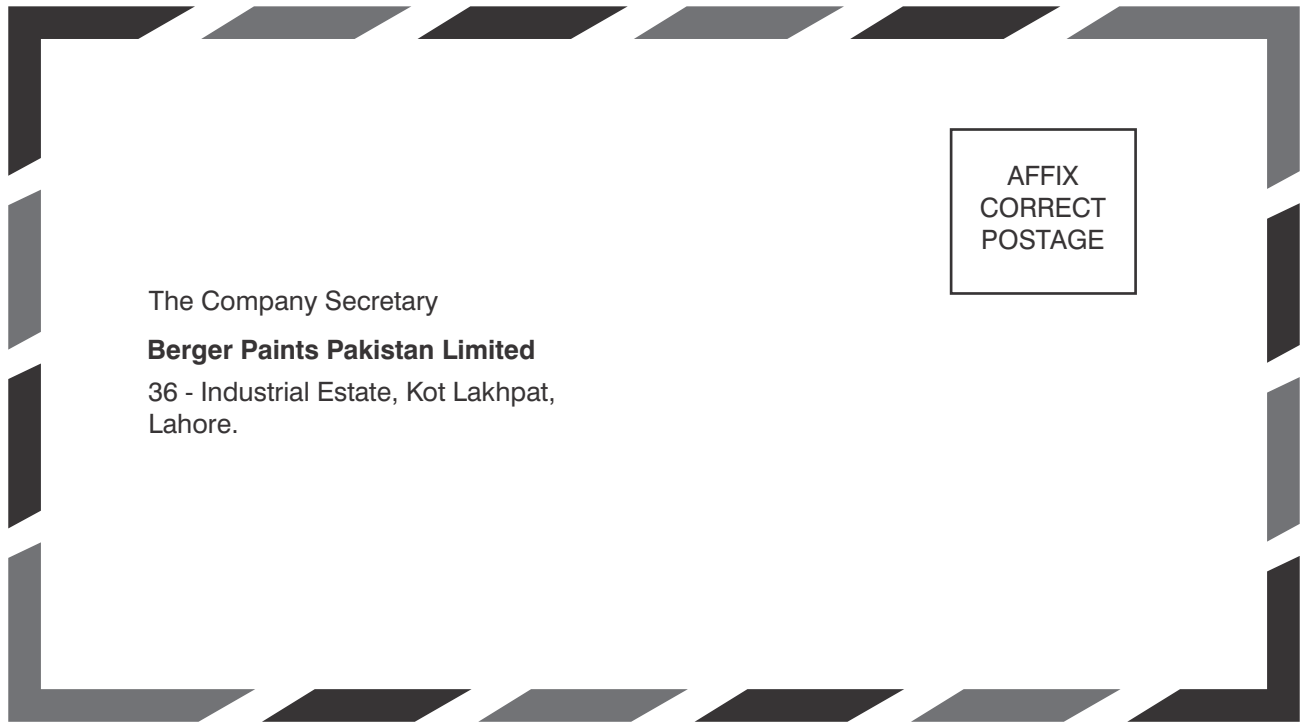 AFFIX
CORRECT
POSTAGE
The Company Secretary
Berger Paints Pakistan Limited
36 - Industrial Estate, Kot Lakhpat,
Lahore.